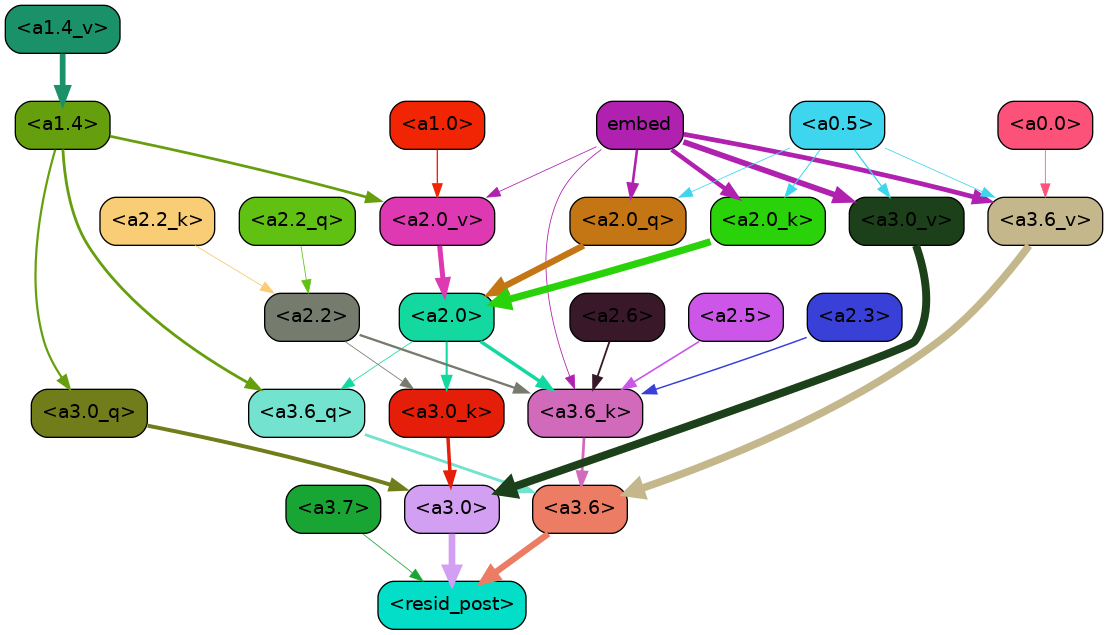 <a1.4_v>
<a1.4>
<a1.0>
embed
<a0.5>
<a0.0>
<a2.2_k>
<a2.2_q>
<a2.0_v>
<a2.0_q>
<a2.0_k>
<a3.0_v>
<a3.6_v>
<a2.2>
<a2.0>
<a2.6>
<a2.5>
<a2.3>
<a3.0_q>
<a3.6_q>
<a3.0_k>
<a3.6_k>
<a3.7>
<a3.0>
<a3.6>
<resid_post>